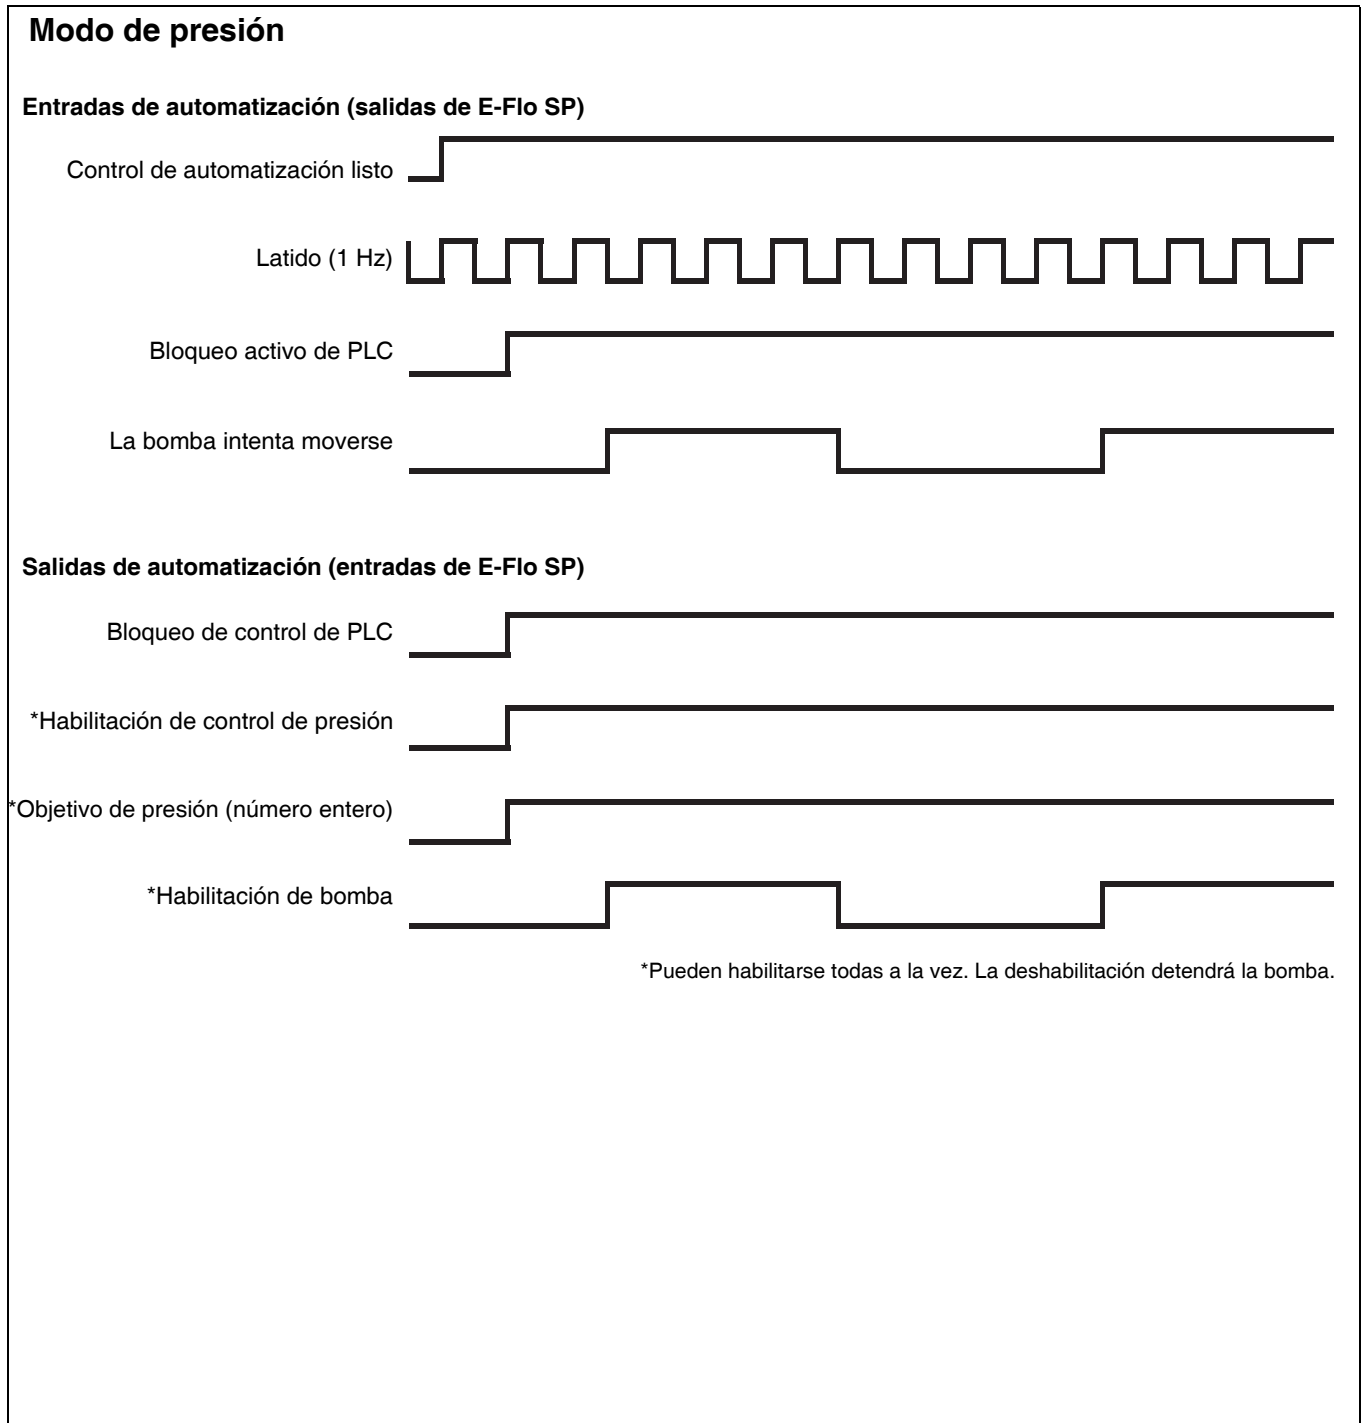 Modo de presión
Entradas de automatización (salidas de E-Flo SP)
Control de automatización listo
Latido (1 Hz)
Bloqueo activo de PLC
La bomba intenta moverse
Salidas de automatización (entradas de E-Flo SP)
Bloqueo de control de PLC
*Habilitación de control de presión
*Objetivo de presión (número entero)
*Habilitación de bomba
*Pueden habilitarse todas a la vez. La deshabilitación detendrá la bomba.